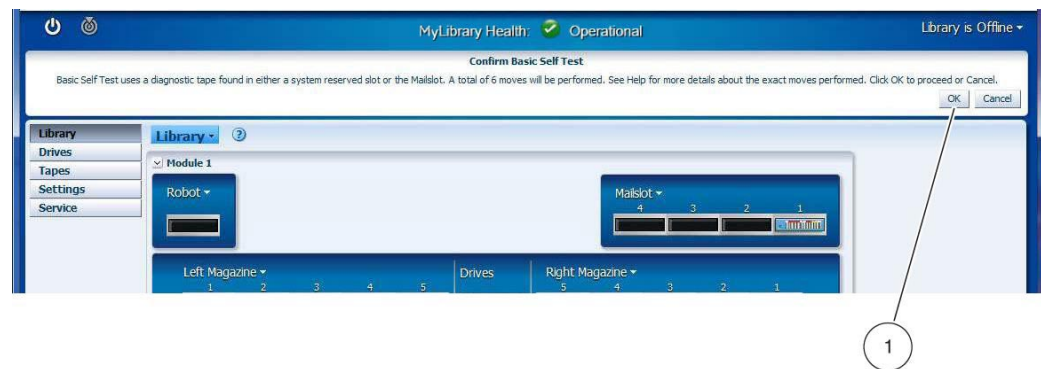 MyLibrary Health: Operational Library is Offline
Confirm Basic Self Test
Basic Self Test uses a diagnostic tape found in either a system reserved slot or the Mailslot. A total of 6 moves will be performed. See Help for more details about the exact moves performed. Click OK to proceed or Cancel.
OK Cancel
Library
Drives
Tapes
Settings
Service
Library ?
Module 1
Robot
Mailslot
4 3 2 1
Left Magazine Drives Right Magazine
1 2 3 4 5 5 4 3 2 1
1